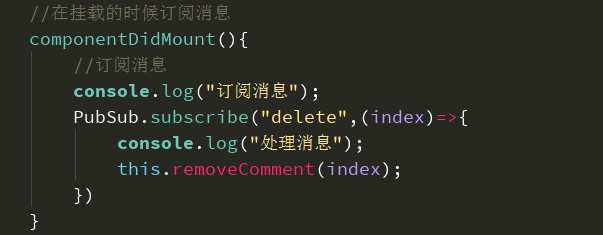 //在挂载的时候订阅消息
componentDidMount(){
//订阅消息
console.log("订阅消息");
PubSub.subscribe("delete",(index)=>{
console.log("处理消息");
this.removeComment(index);
})
}